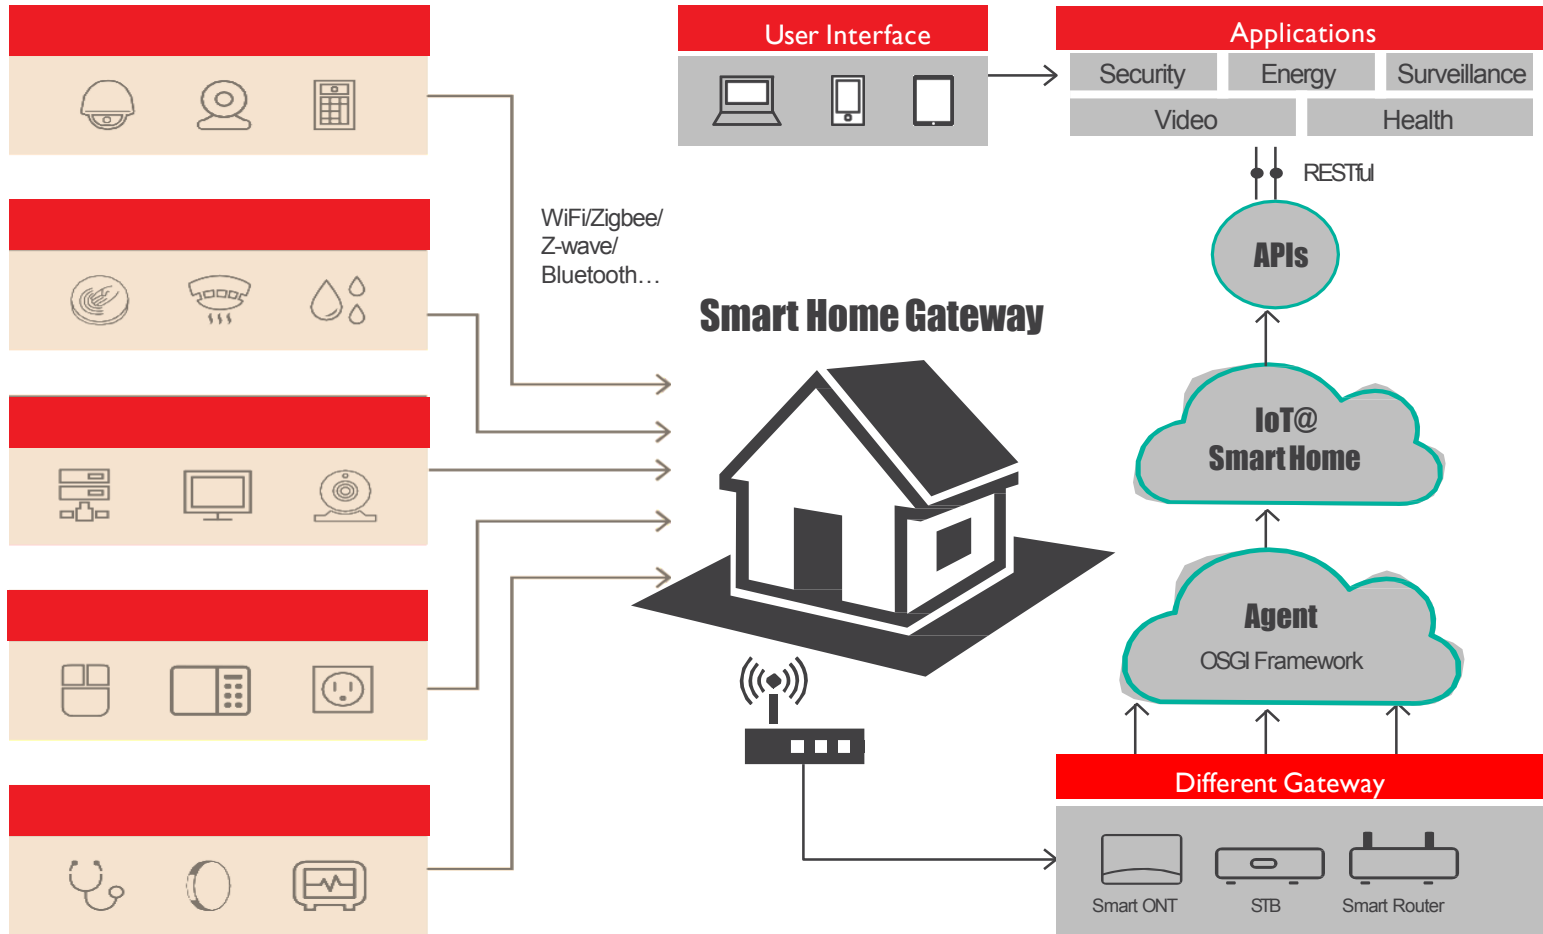 User Interface
Applications
Security
Energy
Surveillance
Video
Health
RESTful
WiFi/Zigbee/
Z-wave/
Bluetooth...
APIs
Smart Home Gateway
IoT@
Smart Home
Agent
OSGI Framework
Different Gateway
Smart ONT
STB
Smart Router